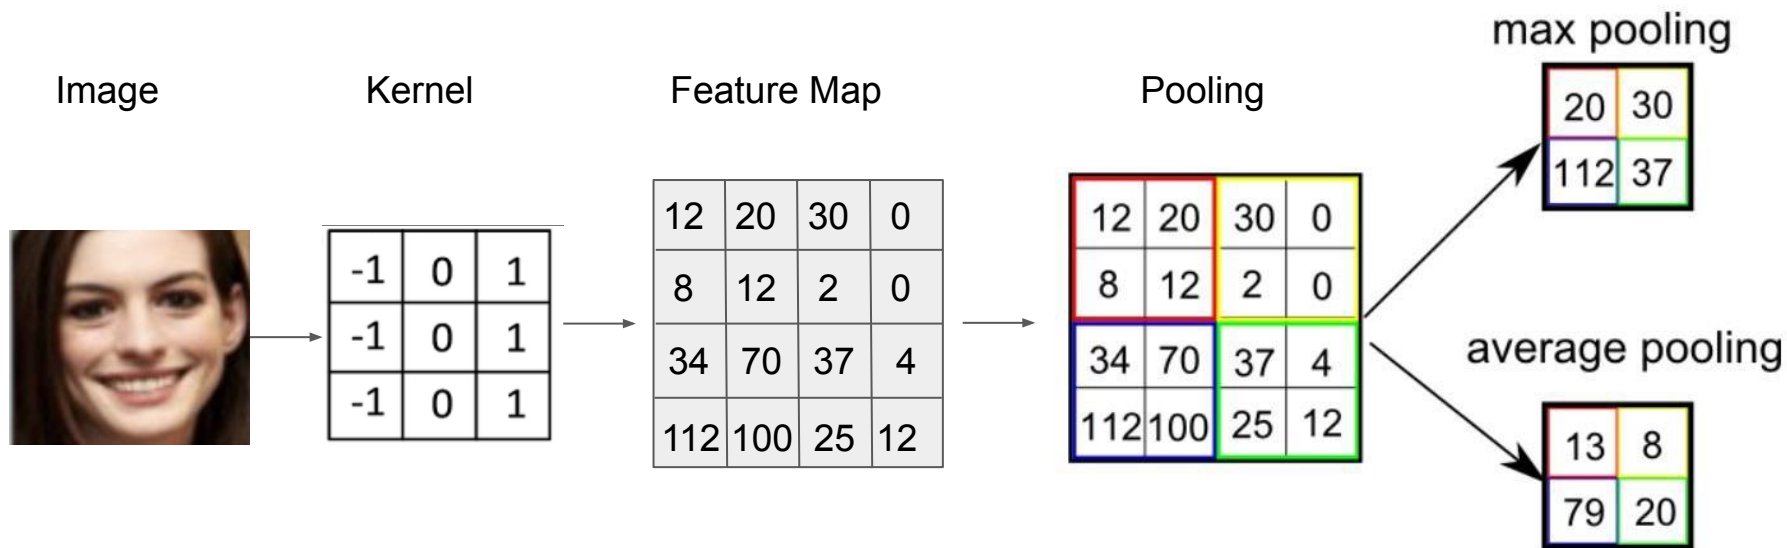 Image
Kernel
Feature Map
Pooling
max pooling
-1 0 1
-1 0 1
-1 0 1
12 20 30 0
8 12 2 0
34 70 37 4
112 100 25 12
12 20 30 0
8 12 2 0
34 70 37 4
112 100 25 12
20 30
112 37
average pooling
13 8
79 20